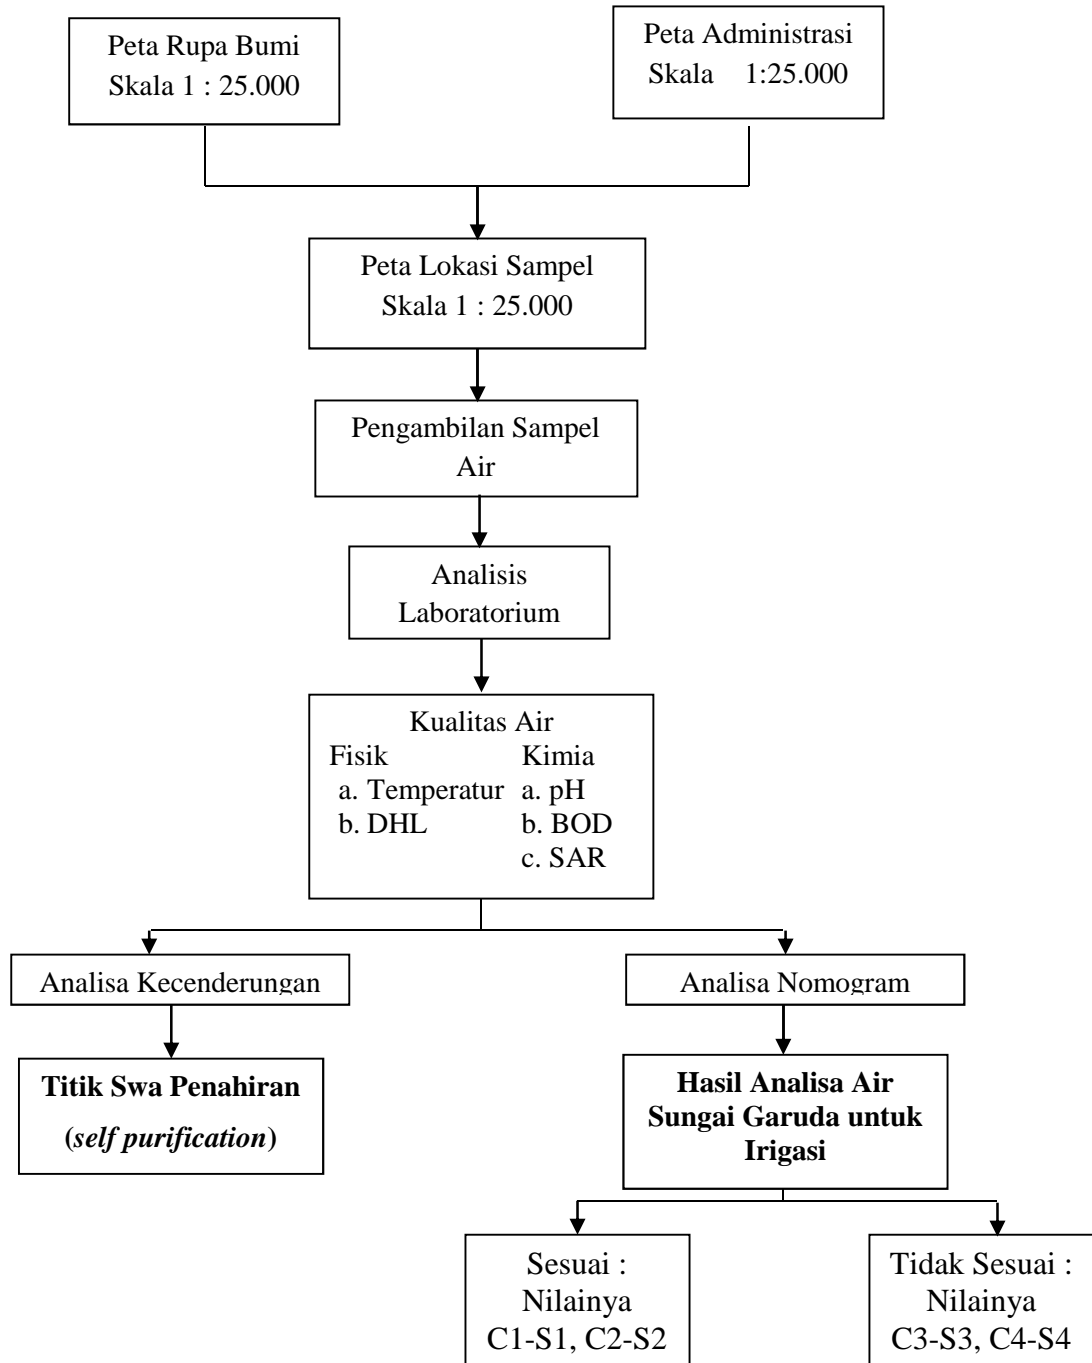 Peta Rupa Bumi
Skala 1 : 25.000
Peta Administrasi
Skala 1:25.000
Peta Lokasi Sampel
Skala 1 : 25.000
Pengambilan Sampel
Air
Analisis
Laboratorium
Kualitas Air
Fisik Kimia
a. Temperatur a. pH
b. DHL b. BOD
c. SAR
Analisa Kecenderungan
Analisa Nomogram
Titik Swa Penahiran
(self purification)
Hasil Analisa Air
Sungai Garuda untuk
Irigasi
Sesuai :
Nilainya
C1-S1, C2-S2
Tidak Sesuai :
Nilainya
C3-S3, C4-S4